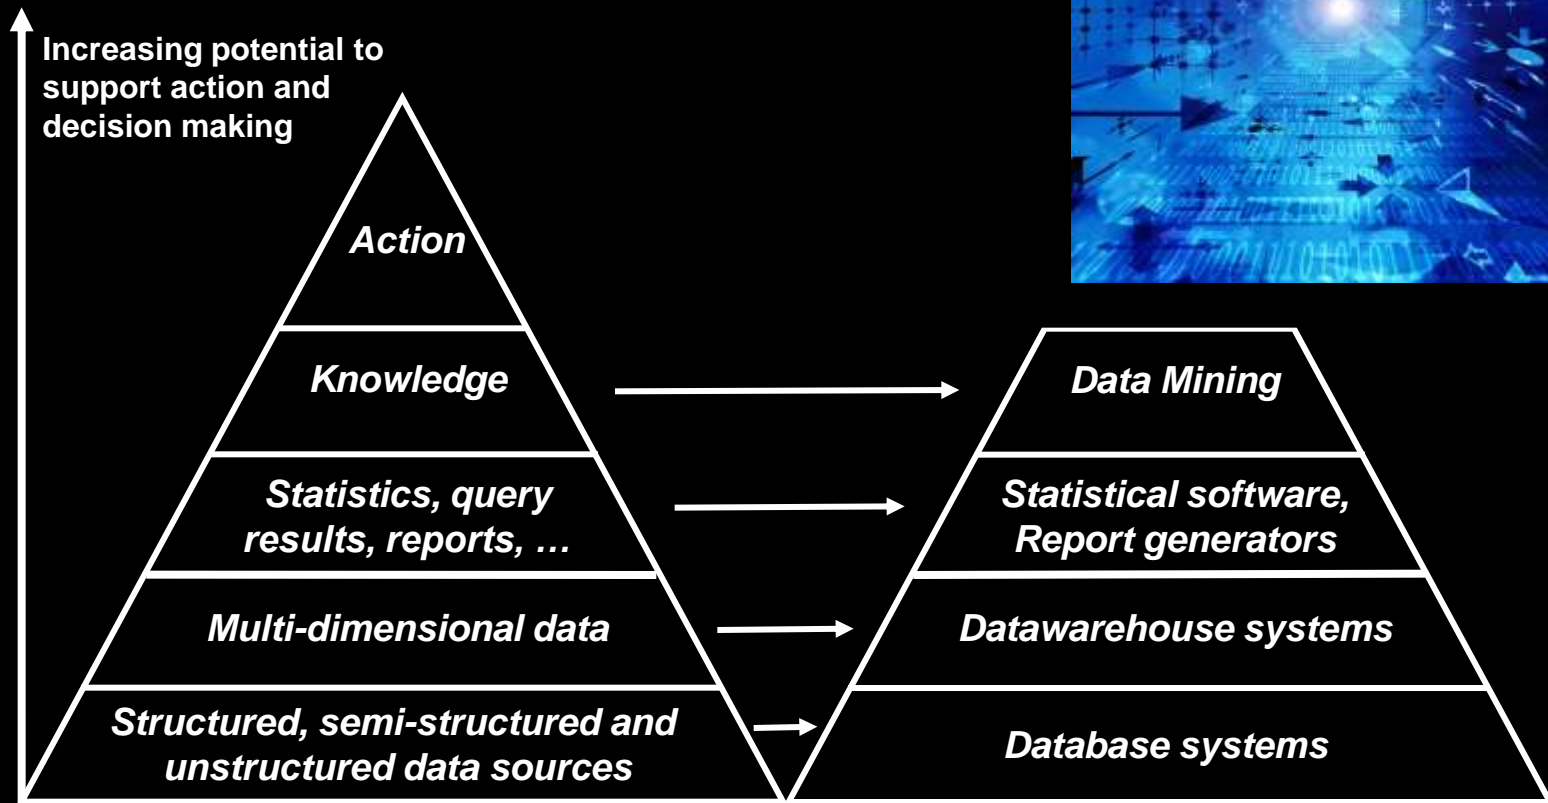 Increasing potential to
support action and
decision making
Action
Knowledge
Data Mining
Statistics, query
results, reports, …
Statistical software,
Report generators
Multi-dimensional data
Datawarehouse systems
Structured, semi-structured and
unstructured data sources
Database systems